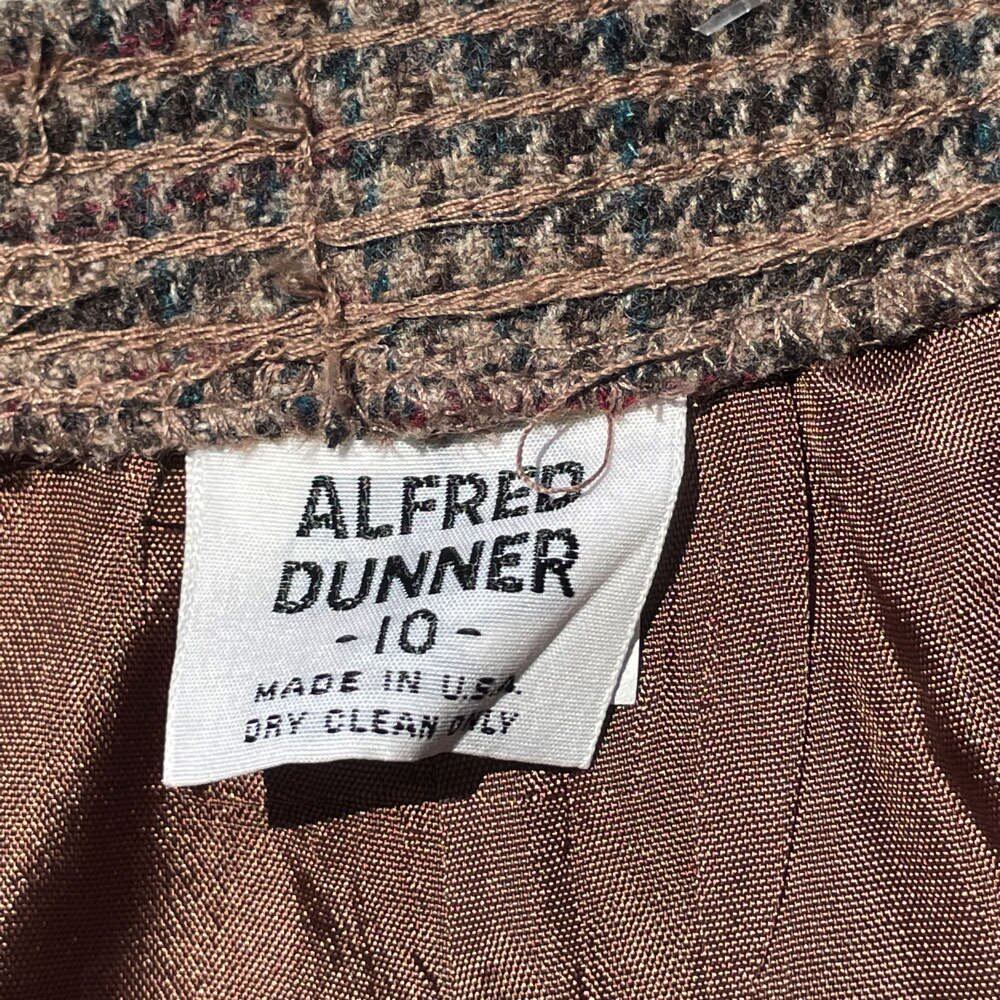 ALFRED
DUNNER
- 10 -
MADE IN U.S.A.
DRY CLEAN ONLY